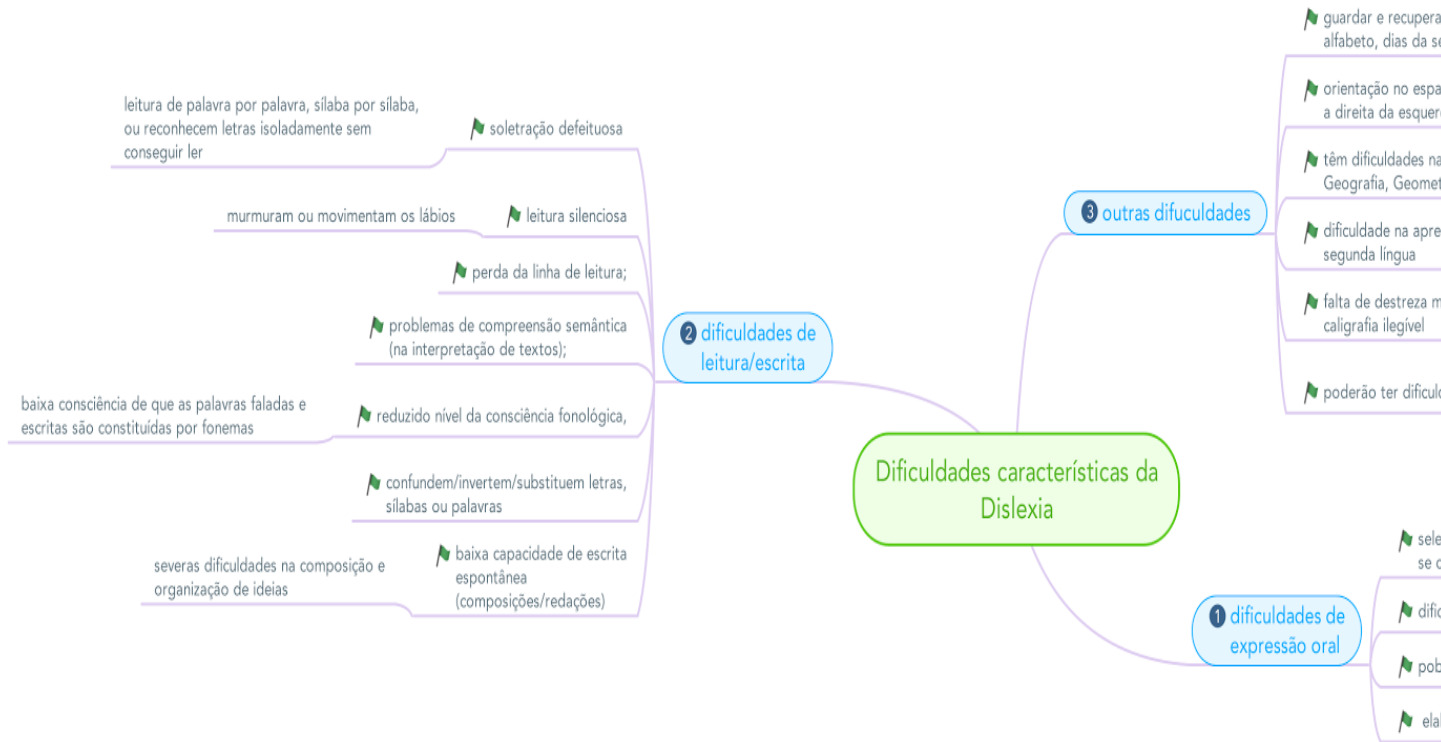 Dificuldades características da
Dislexia
1 dificuldades de
expressão oral
se
2 dificuldades de
leitura/escrita
soletração defeituosa
leitura de palavra por palavra, sílaba por sílaba,
ou reconhecem letras isoladamente sem
conseguir ler
leitura silenciosa
murmuram ou movimentam os lábios
perda da linha de leitura;
problemas de compreensão semântica
(na interpretação de textos);
reduzido nível da consciência fonológica,
baixa consciência de que as palavras faladas e
escritas são constituídas por fonemas
confundem/invertem/substituem letras,
sílabas ou palavras
baixa capacidade de escrita
espontânea
(composições/redações)
severas dificuldades na composição e
organização de ideias
3 outras difuculdades
guardar e recupera
alfabeto, dias da se
orientação no espa
a direita da esquer
têm dificuldades na
Geografia, Geomet
dificuldade na apre
segunda língua
falta de destreza m
caligrafia ilegível
poderão ter dificul